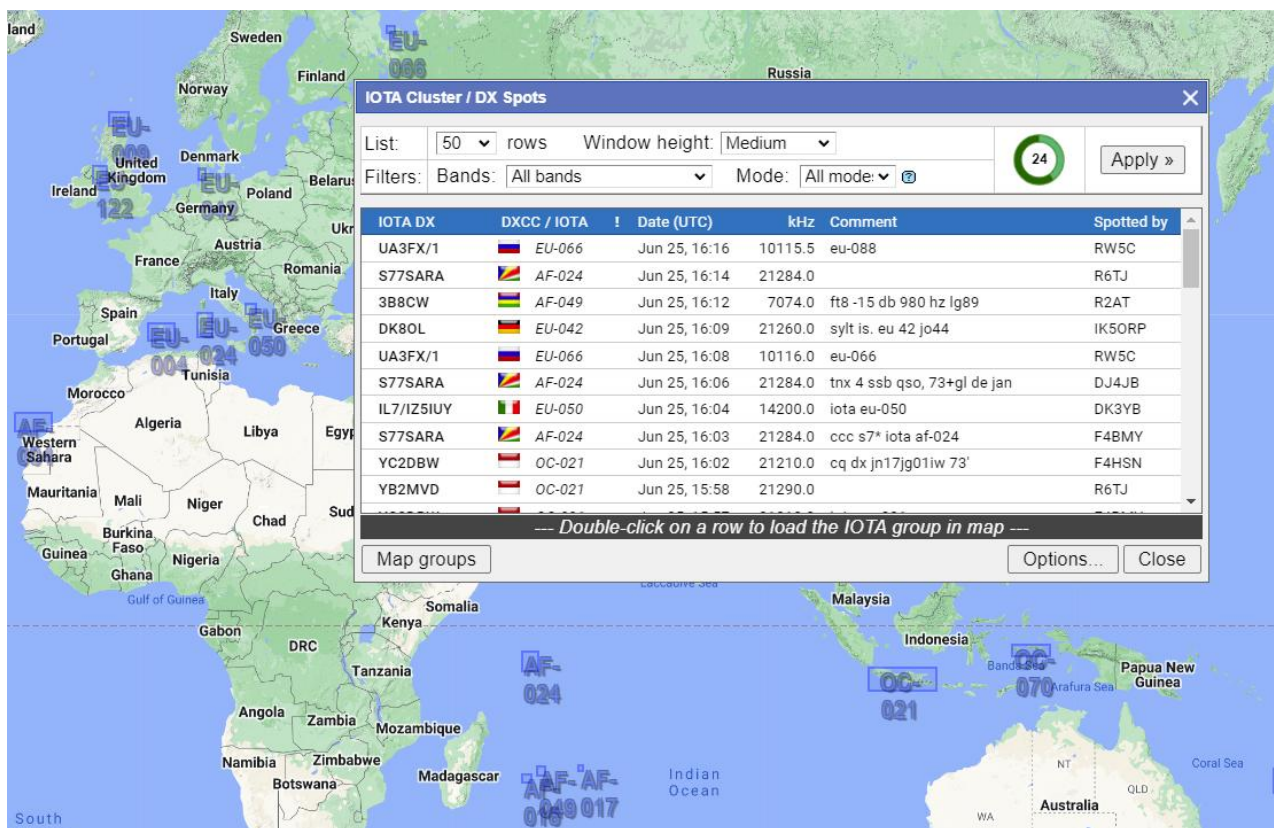 land
Sweden
EU-
066
Finland
Russia
Norway
IOTA Cluster / DX Spots
List: 50 rows Window height: Medium
24
Apply »
Filters: Bands: All bands Mode: All mode:
IOTA DX DXCC / IOTA ! Date (UTC) kHz Comment Spotted by
UA3FX/1 EU-066 Jun 25, 16:16 10115.5 eu-088 RW5C
S77SARA AF-024 Jun 25, 16:14 21284.0 R6TJ
3B8CW AF-049 Jun 25, 16:12 7074.0 ft8 -15 db 980 hz lg89 R2AT
DK8OL EU-042 Jun 25, 16:09 21260.0 sylt is. eu 42 jo44 IK5ORP
UA3FX/1 EU-066 Jun 25, 16:08 10116.0 eu-066 RW5C
S77SARA AF-024 Jun 25, 16:06 21284.0 tnx 4 ssb qso, 73+gl de jan DJ4JB
IL7/IZ5IUY EU-050 Jun 25, 16:04 14200.0 iota eu-050 DK3YB
S77SARA AF-024 Jun 25, 16:03 21284.0 ccc s7* iota af-024 F4BMY
YC2DBW OC-021 Jun 25, 16:02 21210.0 cq dx jn17jg01iw 73' F4HSN
YB2MVD OC-021 Jun 25, 15:58 21290.0 R6TJ
--- Double-click on a row to load the IOTA group in map ---
Map groups Options... Close
EU-
009
United
Kingdom
Denmark
Ireland
EU-
122
EU-
Poland
Belarus
Germany
Ukr
Austria
France
Romania
Italy
Spain
Portugal
EU-
004
EU-
024
EU-
050
Greece
Tunisia
Morocco
AF-
Western
Sahara
Algeria
Libya
Egyp
Mauritania
Mali
Niger
Chad
Sud
Burkina
Faso
Guinea
Nigeria
Ghana
Gulf of Guinea
Laccadive Sea
Somalia
Malaysia
Gabon
Kenya
DRC
Indonesia
Tanzania
AF-
024
OC-
021
Banda Sea
OC-
070
Arafura Sea
Papua New
Guinea
Angola
Zambia
Mozambique
Namibia
Zimbabwe
Botswana
Madagascar
AF-
016
AF-
049
AF-
017
Indian
Ocean
NT
Coral Sea
QLD
Australia
WA
South